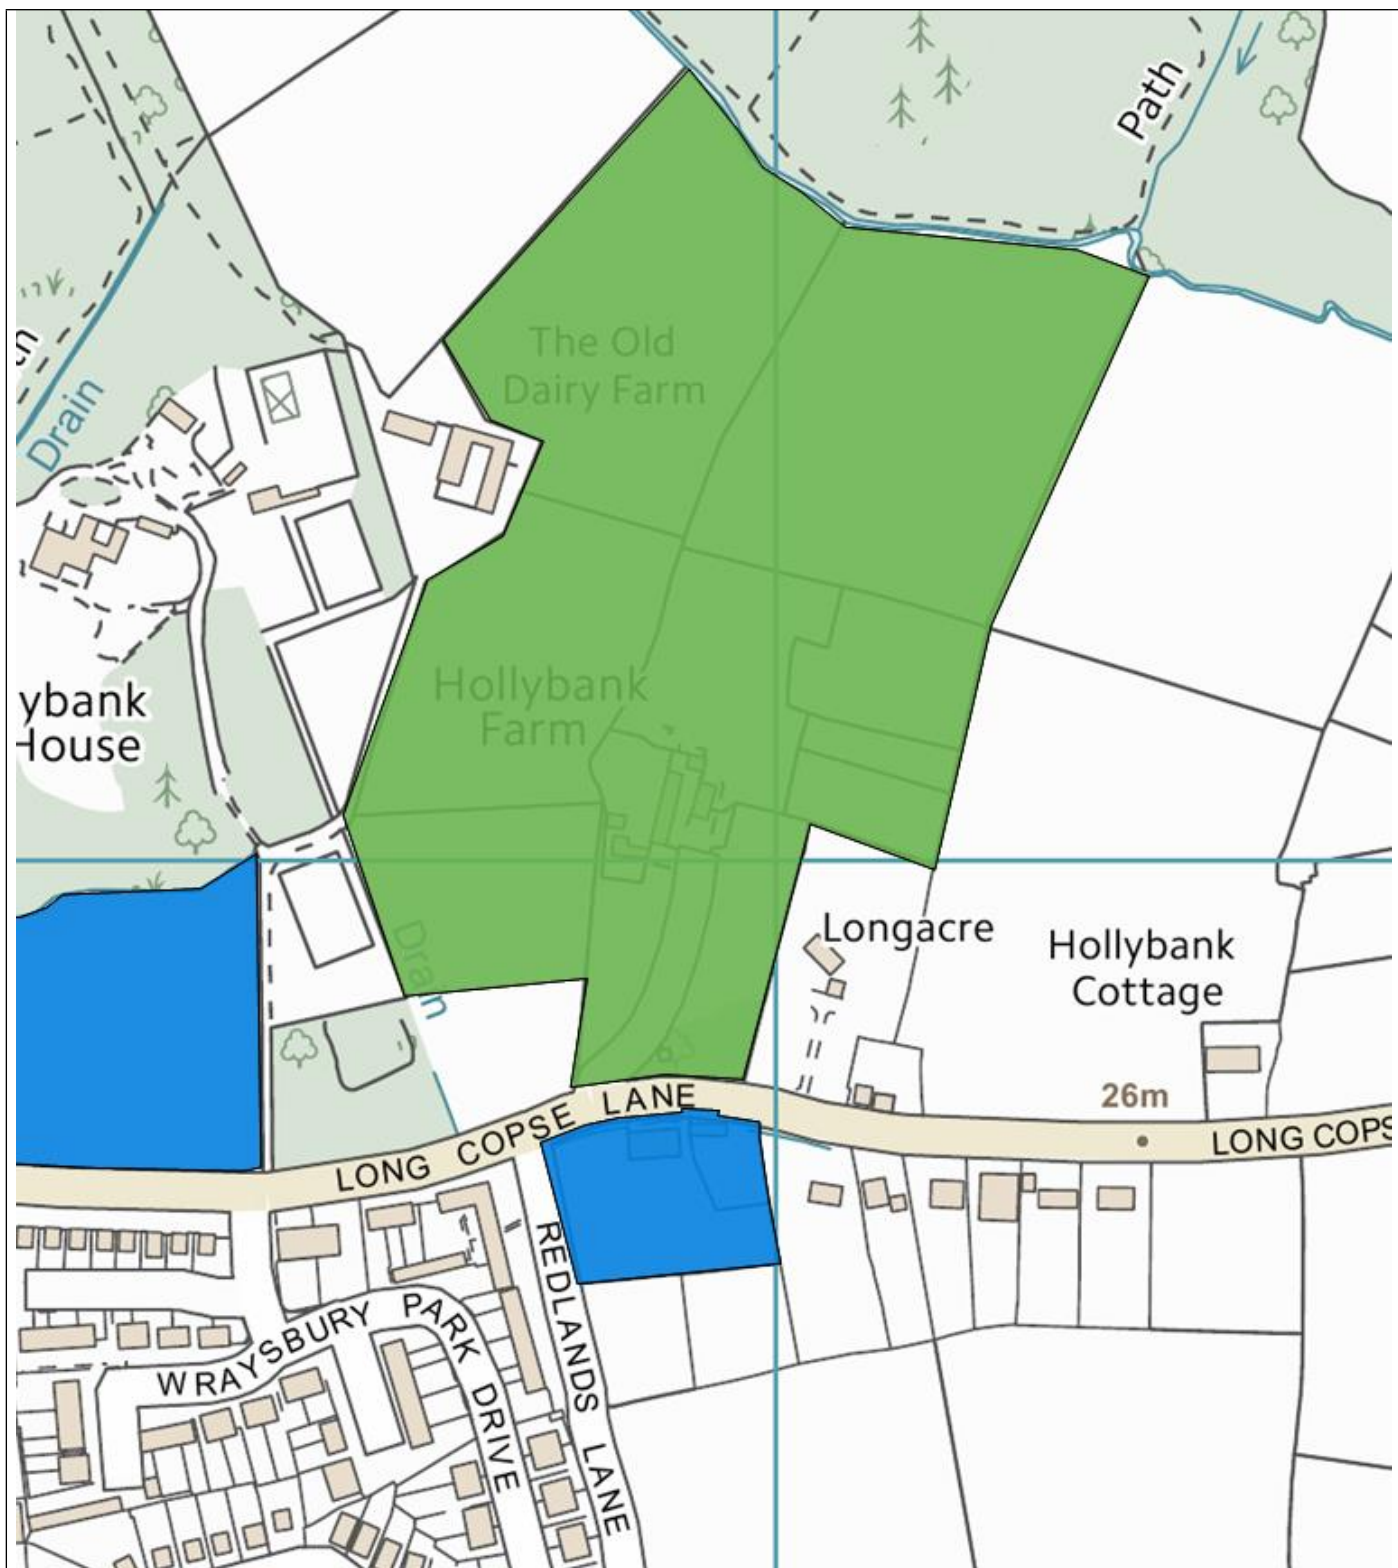 Path
The Old
Dairy Farm
Drain
Hollybank
Farm
ybank
House
Drain
Longacre
Hollybank
Cottage
26m
LONG COPSE LANE
LONG COPS
REDLANDS LANE
WRAYSBURY PARK DRIVE